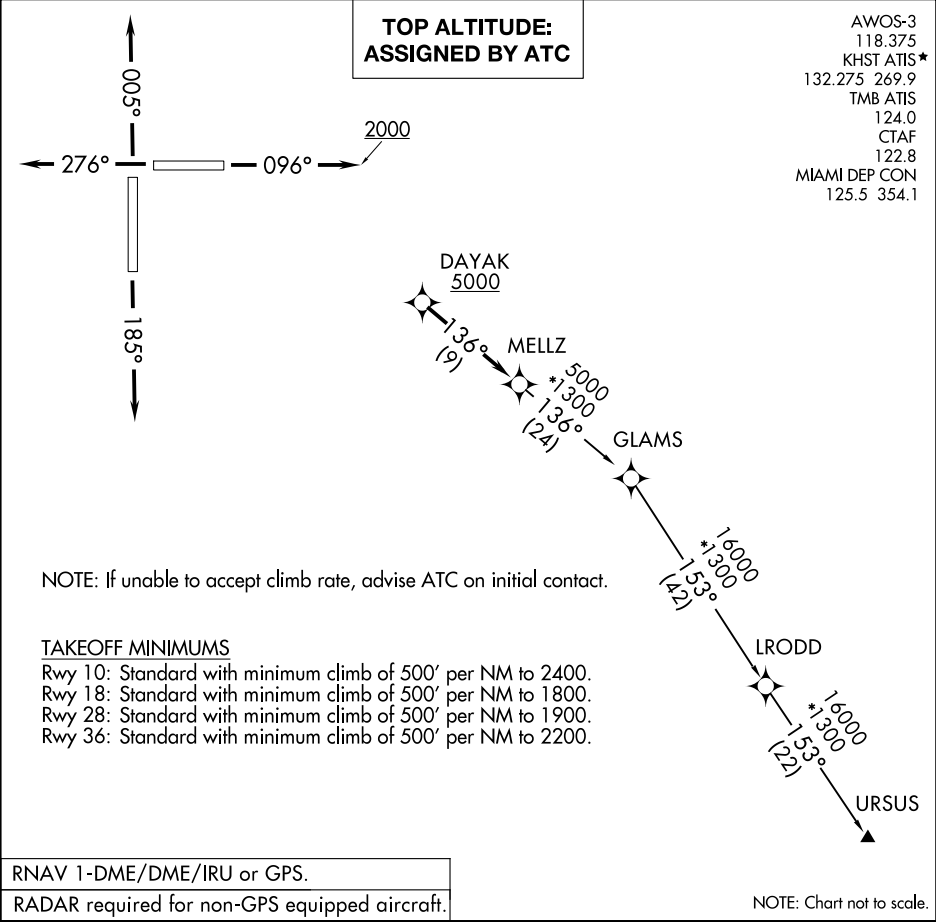 TOP ALTITUDE:
ASSIGNED BY ATC
AWOS-3
118.375
KHST ATIS★
132.275 269.9
TMB ATIS
124.0
CTAF
122.8
MIAMI DEP CON
125.5 354.1
005°
2000
276°
096°
185°
DAYAK
5000
136°
(9)
MELLZ
5000
*1300
136°
(24)
GLAMS
16000
*1300
153°
(42)
LRODD
16000
*1300
153°
(22)
URSUS
NOTE: If unable to accept climb rate, advise ATC on initial contact.
TAKEOFF MINIMUMS
Rwy 10: Standard with minimum climb of 500' per NM to 2400.
Rwy 18: Standard with minimum climb of 500' per NM to 1800.
Rwy 28: Standard with minimum climb of 500' per NM to 1900.
Rwy 36: Standard with minimum climb of 500' per NM to 2200.
RNAV 1-DME/DME/IRU or GPS.
RADAR required for non-GPS equipped aircraft.
NOTE: Chart not to scale.